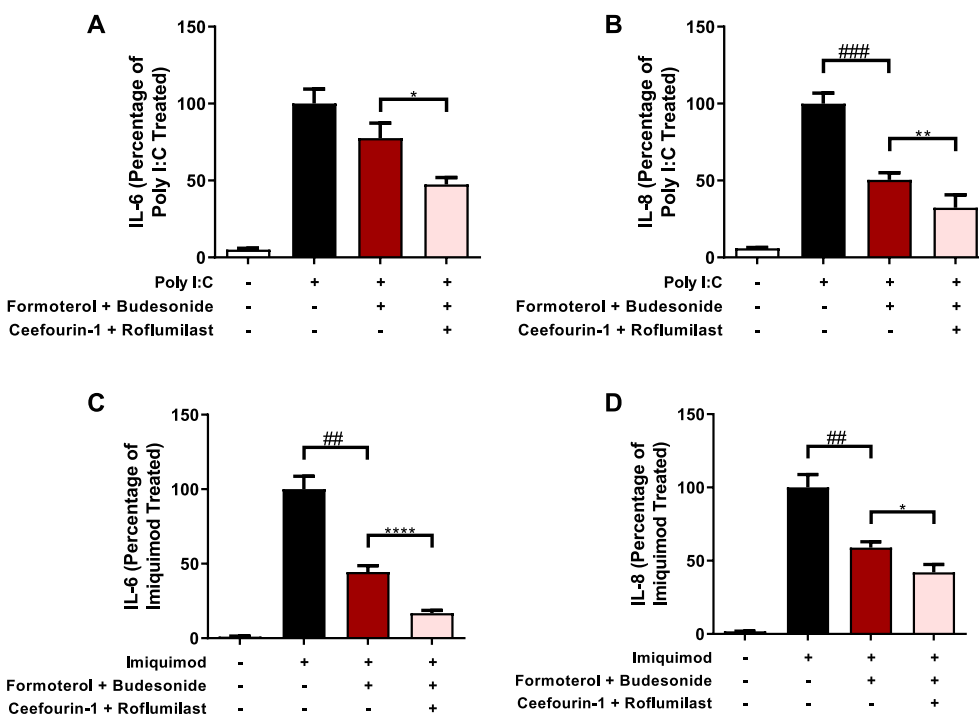 A
IL-6 (Percentage of
Poly I:C Treated)
150
100
50
0
*
Poly I:C - + + +
Formoterol + Budesonide - - + +
Ceefourin-1 + Roflumilast - - - +
B
IL-8 (Percentage of
Poly I:C Treated)
150
100
50
0
###
**
Poly I:C - + + +
Formoterol + Budesonide - - + +
Ceefourin-1 + Roflumilast - - - +
C
IL-6 (Percentage of
Imiquimod Treated)
150
100
50
0
##
****
Imiquimod - + + +
Formoterol + Budesonide - - + +
Ceefourin-1 + Roflumilast - - - +
D
IL-8 (Percentage of
Imiquimod Treated)
150
100
50
0
##
*
Imiquimod - + + +
Formoterol + Budesonide - - + +
Ceefourin-1 + Roflumilast - - - +